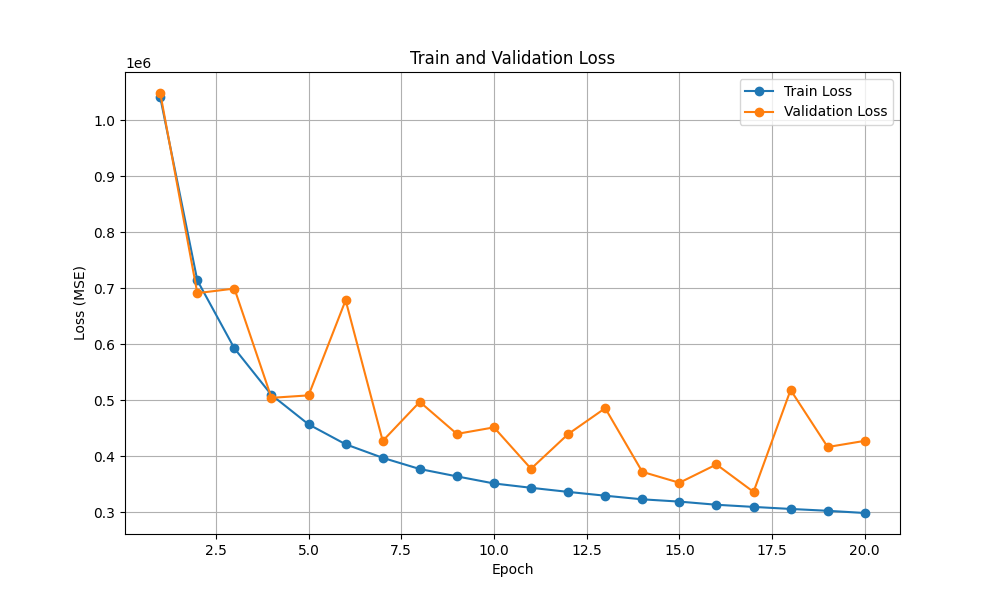 Train and Validation Loss
1e6
Train Loss
Validation Loss
1.0
0.9
0.8
0.7
0.6
0.5
0.4
0.3
Loss (MSE)
2.5 5.0 7.5 10.0 12.5 15.0 17.5 20.0
Epoch